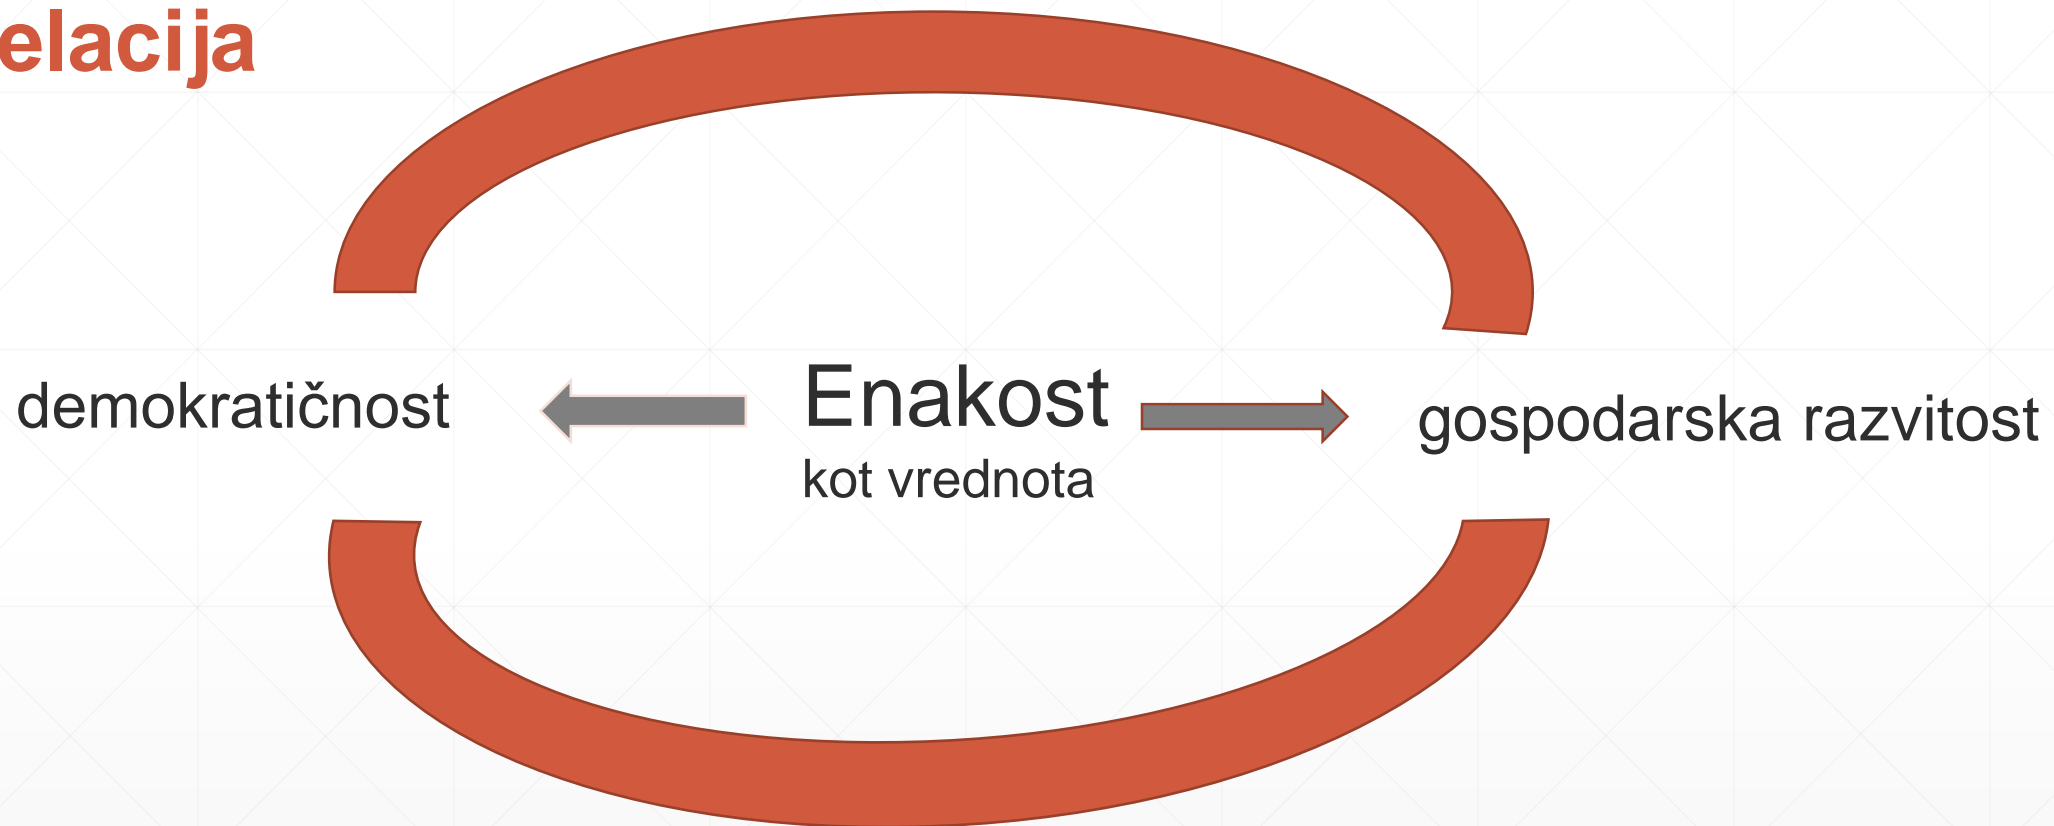 elacija
demokratičnost
Enakost
kot vrednota
gospodarska razvitost